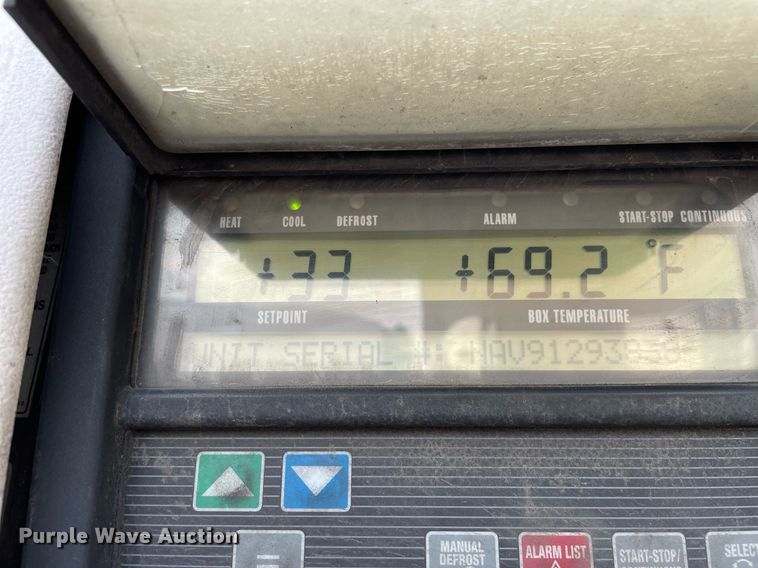 HEAT COOL DEFROST ALARM START-STOP CONTINUOUS
+33 +69.2 °F
SETPOINT BOX TEMPERATURE
UNIT SERIAL #:
MANUAL DEFROST
ALARM LIST
START-STOP/
SELECT
Purple Wave Auction